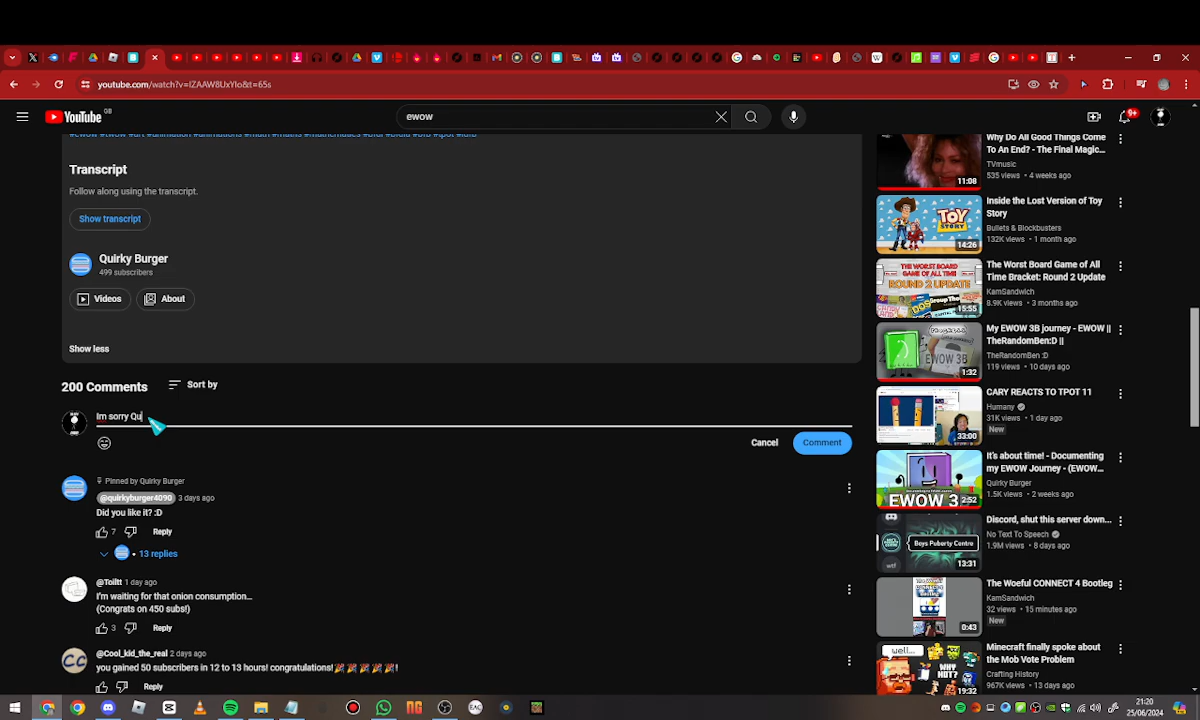 youtube.com/watch?v=IZAAW8UxYIo&t=65s
YouTube GB
ewow
9+
Transcript
Follow along using the transcript.
Show transcript
Quirky Burger
499 subscribers
Videos
About
Show less
200 Comments
Sort by
Im sorry Qu
Cancel
Comment
Pinned by Quirky Burger
@quirkyburger4090 3 days ago
Did you like it? :D
7
Reply
13 replies
@Toiltt 1 day ago
I'm waiting for that onion consumption...
(Congrats on 450 subs!)
3
Reply
@Cool_kid_the_real 2 days ago
you gained 50 subscribers in 12 to 13 hours! congratulations!🎉🎉🎉🎉🎉!
Reply
Why Do All Good Things Come
To An End? - The Final Magic...
TVmusic
535 views • 4 weeks ago
11:08
Inside the Lost Version of Toy
Story
Bullets & Blockbusters
132K views • 1 month ago
14:26
The Worst Board Game of All
Time Bracket: Round 2 Update
KamSandwich
8.9K views • 3 months ago
THE WORST BOARD
GAME OF ALL TIME
ROUND 2 UPDATE
15:55
My EWOW 3B journey - EWOW ||
TheRandomBen:D ||
TheRandomBen :D
119 views • 10 days ago
EWOW 3B
1:32
CARY REACTS TO TPOT 11
Humany
31K views • 1 day ago
New
33:00
It's about time! - Documenting
my EWOW Journey - (EWOW...
Quirky Burger
1.5K views • 2 weeks ago
EWOW 3
2:52
Discord, shut this server down...
No Text To Speech
1.9M views • 8 days ago
Boys Puberty Centre
wtf
13:31
The Woeful CONNECT 4 Bootleg
KamSandwich
32 views • 15 minutes ago
New
0:43
Minecraft finally spoke about
the Mob Vote Problem
Crafting History
967K views • 13 days ago
well...
WHY
NOT?
19:32
EAC
21:20
25/06/2024